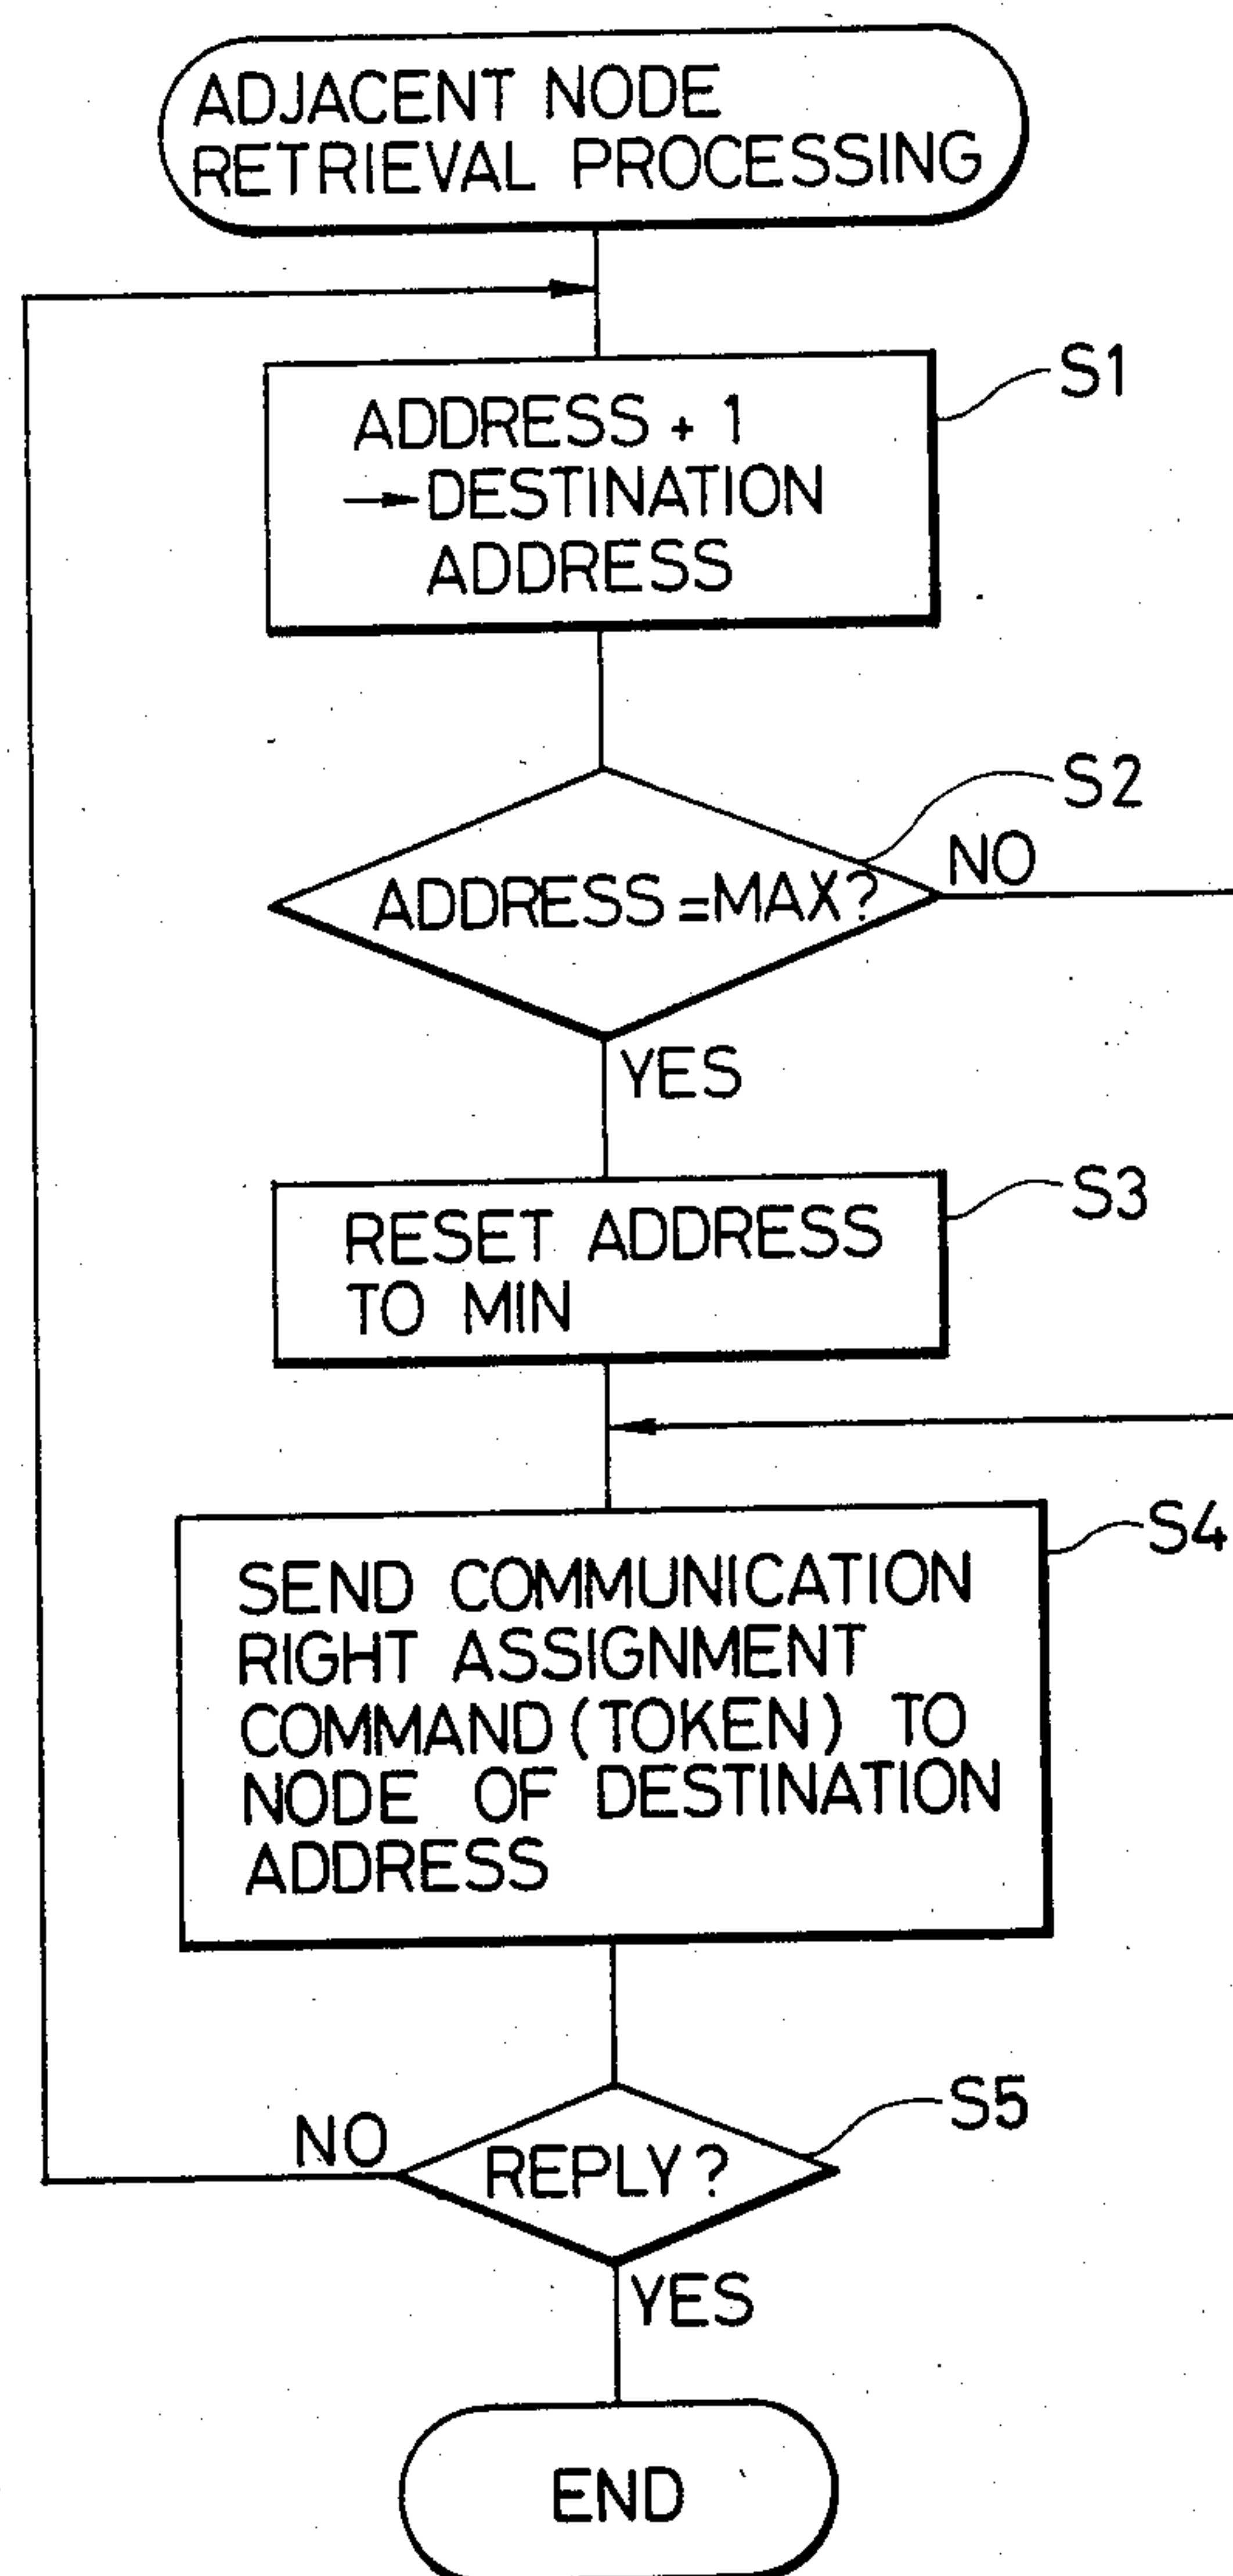 ADJACENT NODE
RETRIEVAL PROCESSING
S1
ADDRESS + 1
→DESTINATION
ADDRESS
S2
ADDRESS=MAX?
NO
YES
S3
RESET ADDRESS
TO MIN
S4
SEND COMMUNICATION
RIGHT ASSIGNMENT
COMMAND (TOKEN) TO
NODE OF DESTINATION
ADDRESS
S5
NO
REPLY?
YES
END